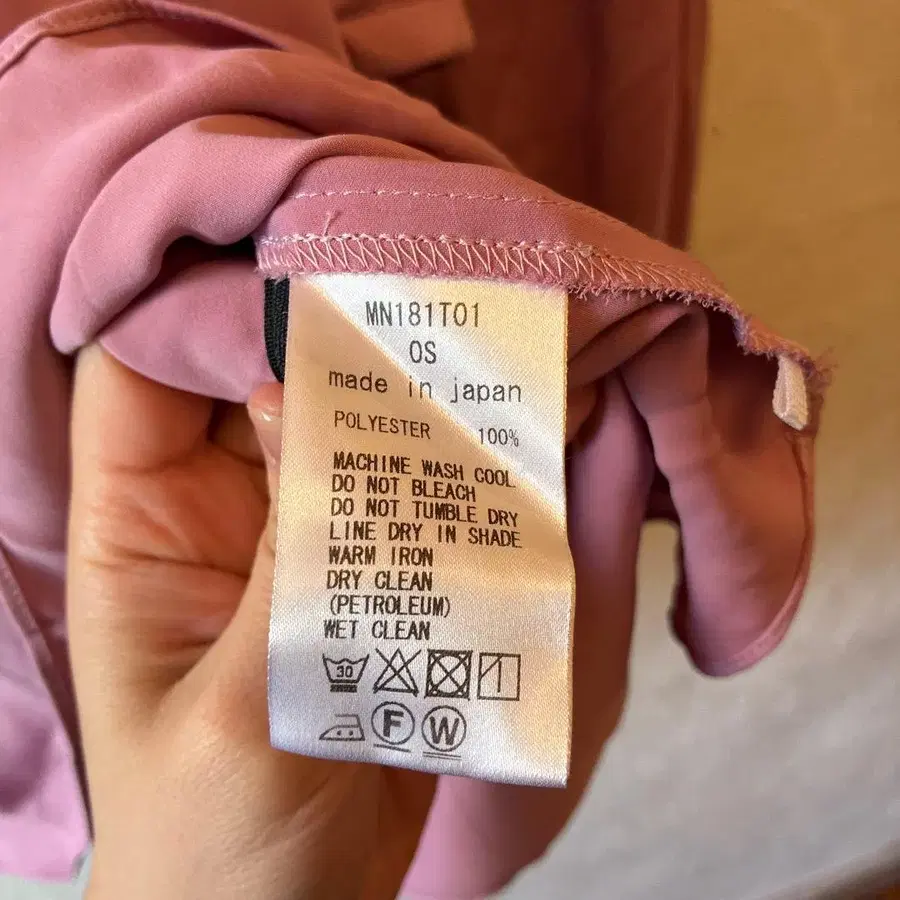 MN181T01
OS
made in japan
POLYESTER 100%
MACHINE WASH COOL
DO NOT BLEACH
DO NOT TUMBLE DRY
LINE DRY IN SHADE
WARM IRON
DRY CLEAN
(PETROLEUM)
WET CLEAN
30
F W